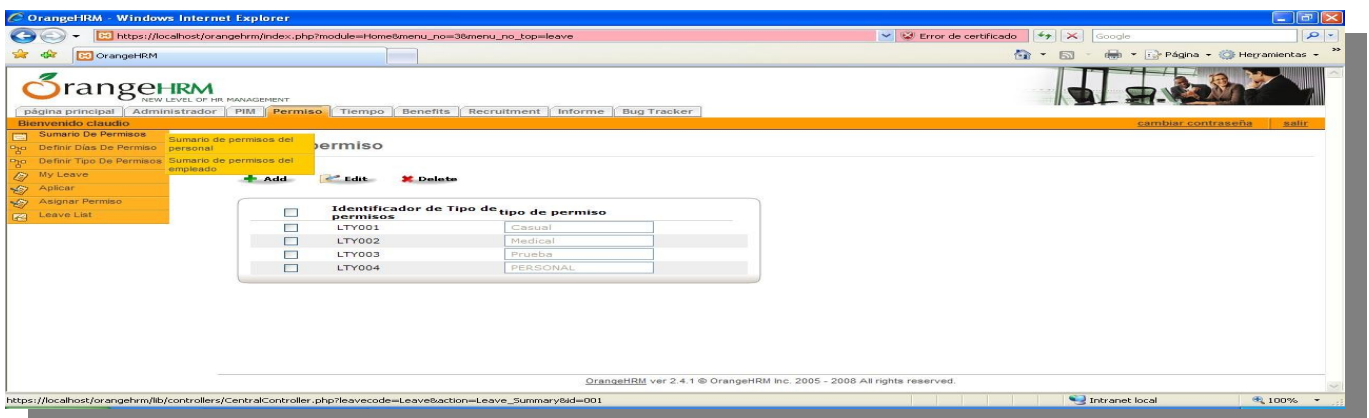 OrangeHRM - Windows Internet Explorer
https://localhost/orangehrm/index.php?module=Home&menu_no=3&menu_no_top=leave
Error de certificado
Google
OrangeHRM
Página
Herramientas
OrangeHRM
NEW LEVEL OF HR MANAGEMENT
página principal Administrador PIM Permiso Tiempo Benefits Recruitment Informe Bug Tracker
Bienvenido claudio
cambiar contraseña salir
Sumario De Permisos
Definir Días De Permiso
Definir Tipo De Permisos
My Leave
Aplicar
Asignar Permiso
Leave List
Sumario de permisos del
personal
Sumario de permisos del
empleado
permiso
Add Edit Delete
Identificador de Tipo de
permisos
tipo de permiso
LTY001 Casual
LTY002 Medical
LTY003 Prueba
LTY004 PERSONAL
OrangeHRM ver 2.4.1 © OrangeHRM Inc. 2005 - 2008 All rights reserved.
https://localhost/orangehrm/lib/controllers/CentralController.php?leavecode=Leave&action=Leave_Summary&id=001
Intranet local
100%